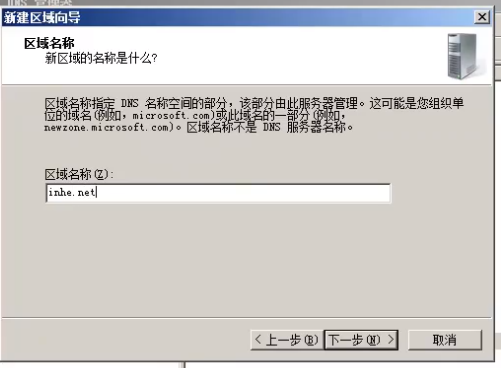 DNS 管理器
新建区域向导
区域名称
新区域的名称是什么?
区域名称指定 DNS 名称空间的部分，该部分由此服务器管理。这可能是您组织单
位的域名(例如，microsoft.com)或此域名的一部分(例如，
newzone.microsoft.com)。区域名称不是 DNS 服务器名称。
区域名称(Z):
inhe.net
< 上一步(B) 下一步(N) > 取消